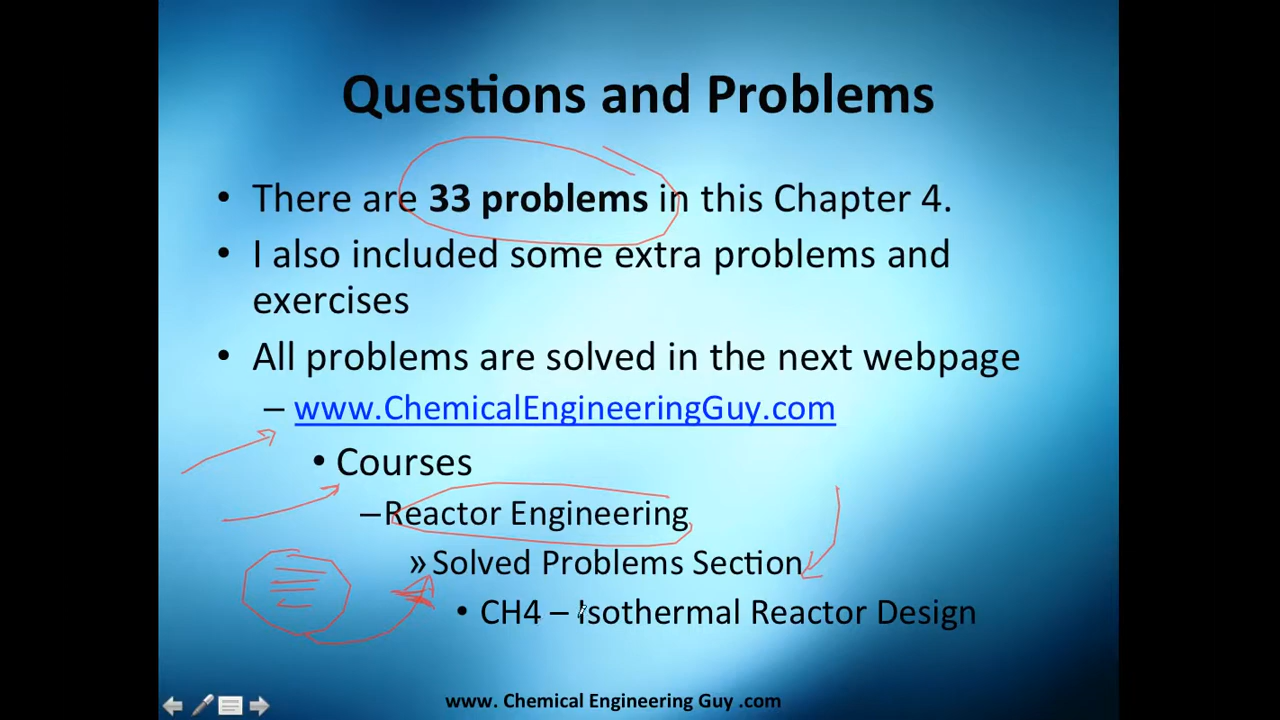 Questions and Problems
• There are 33 problems in this Chapter 4.
• I also included some extra problems and
exercises
• All problems are solved in the next webpage
– www.ChemicalEngineeringGuy.com
• Courses
–Reactor Engineering
»Solved Problems Section
• CH4 – Isothermal Reactor Design
www. Chemical Engineering Guy .com